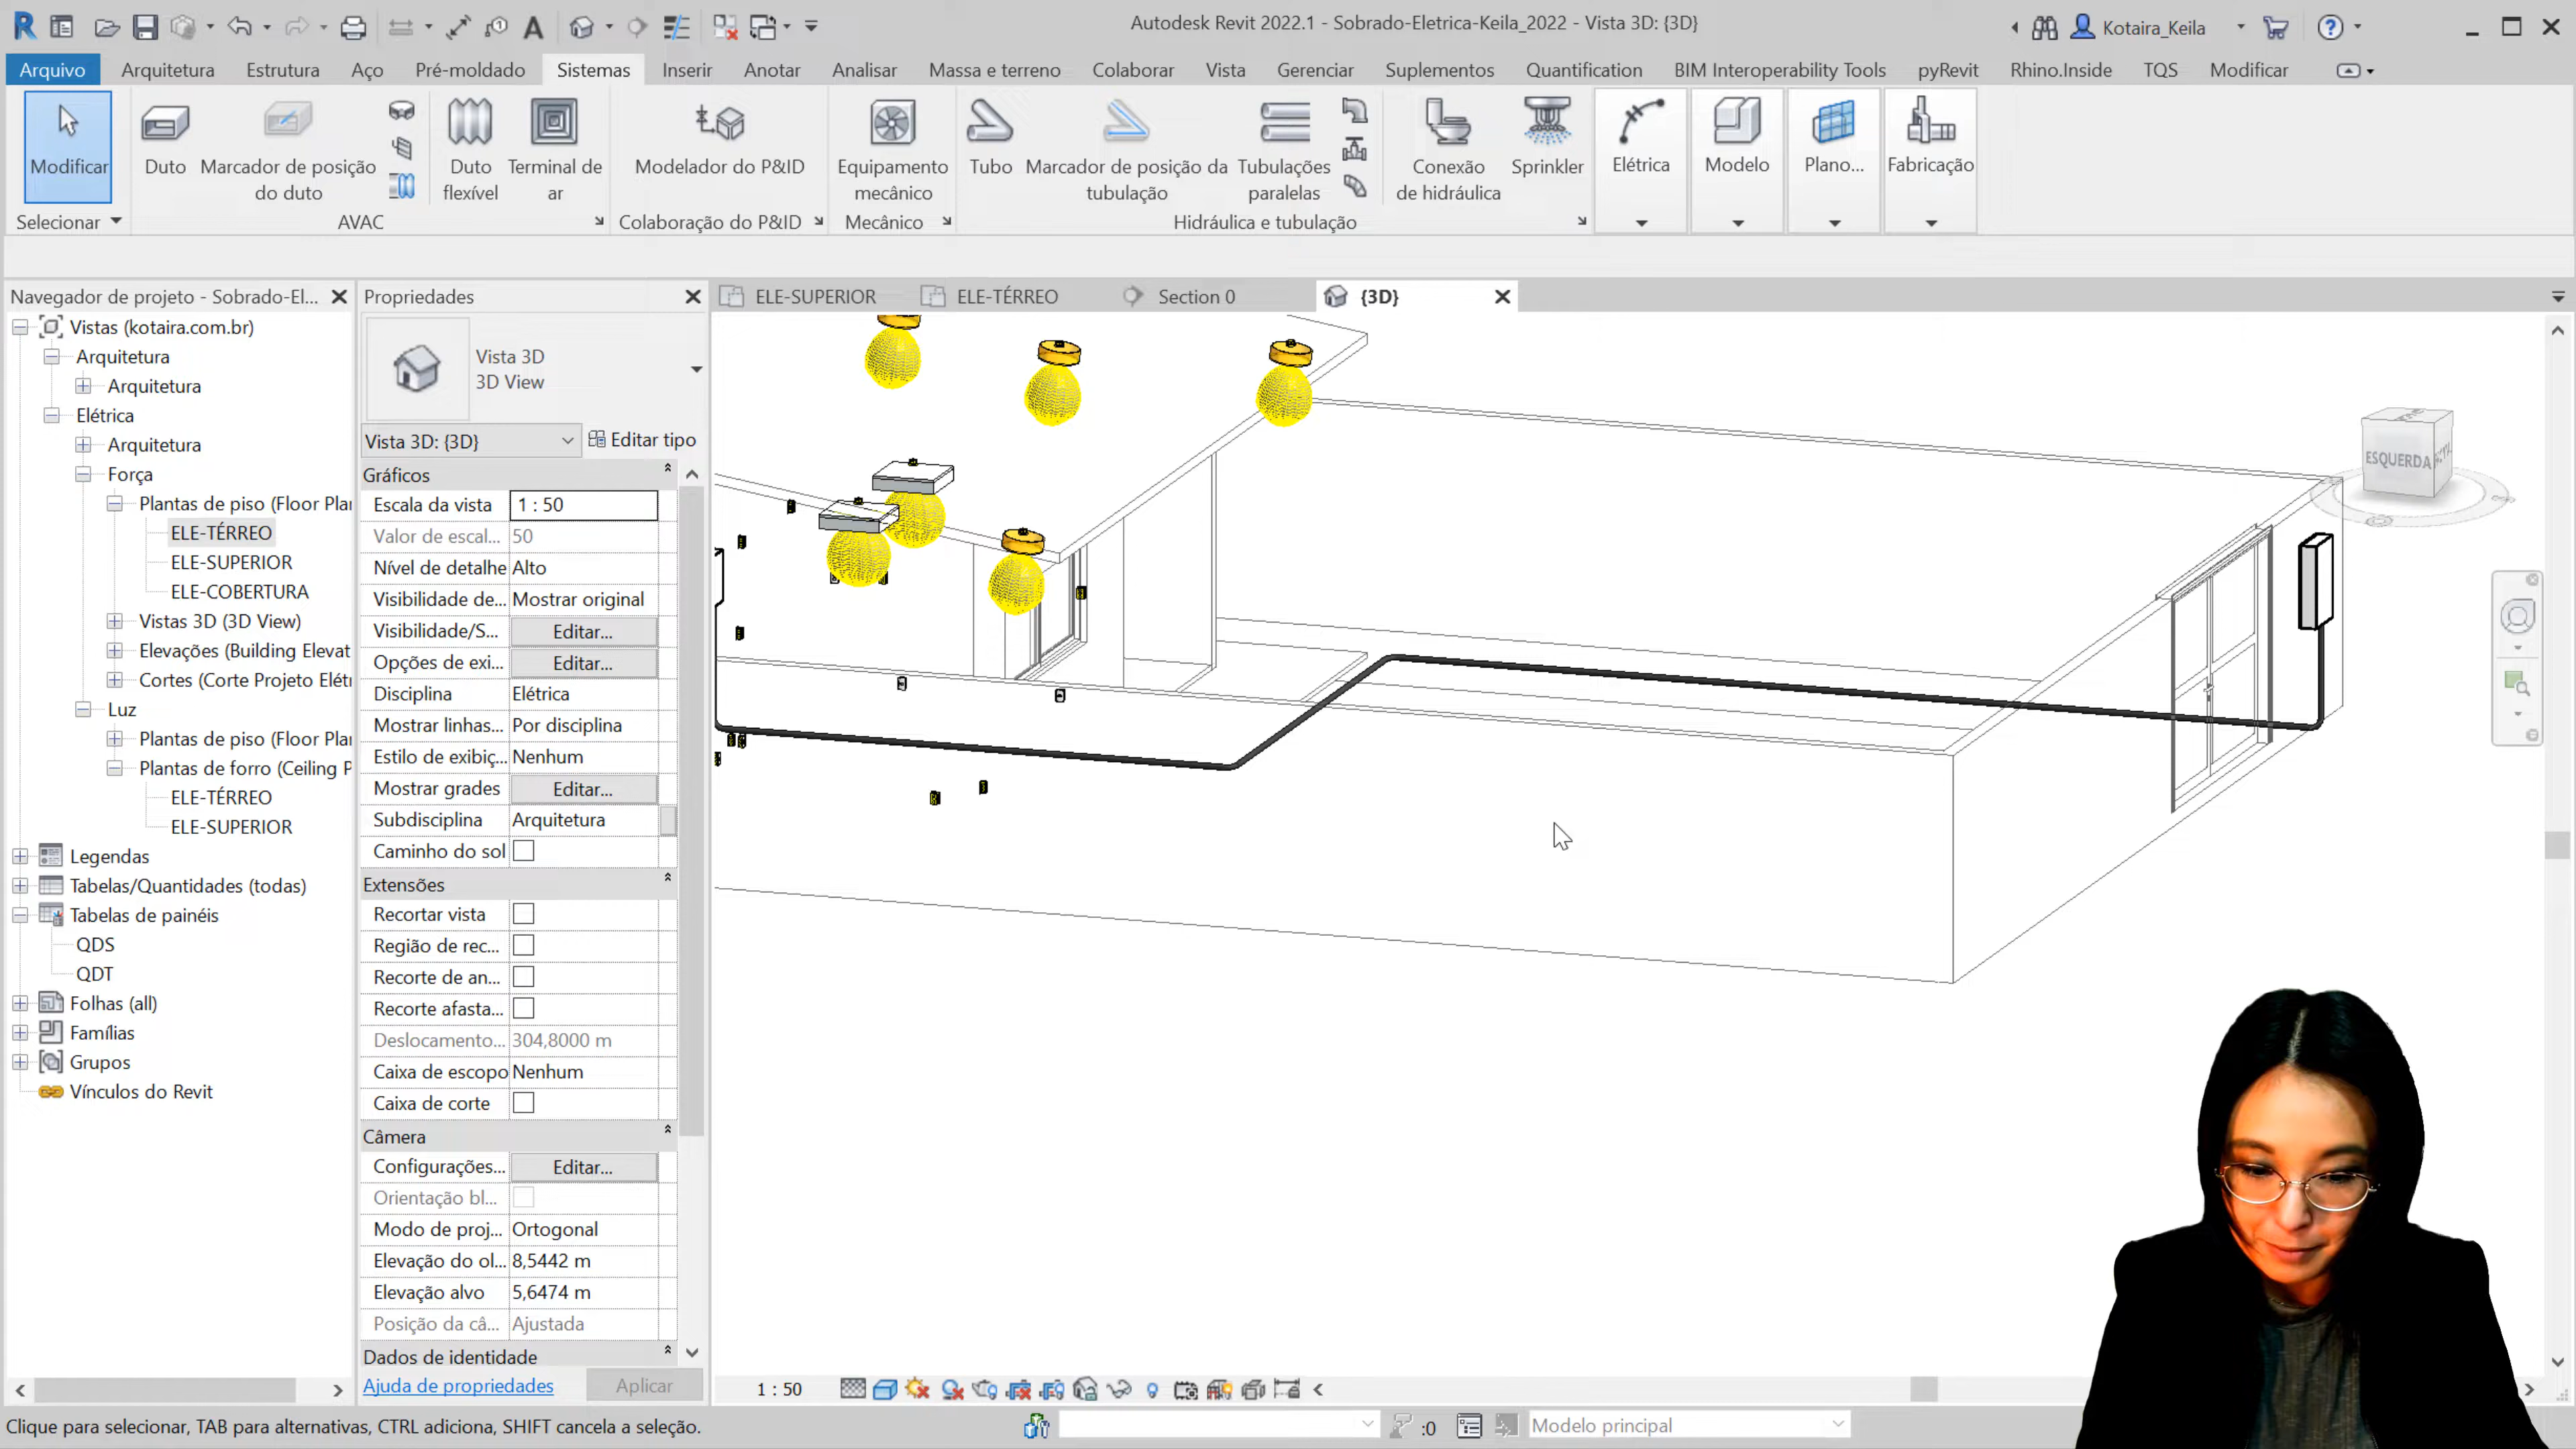 Autodesk Revit 2022.1 - Sobrado-Eletrica-Keila_2022 - Vista 3D: {3D}
Kotaira_Keila
Arquivo Arquitetura Estrutura Aço Pré-moldado Sistemas Inserir Anotar Analisar Massa e terreno Colaborar Vista Gerenciar Suplementos Quantification BIM Interoperability Tools pyRevit Rhino.Inside TQS Modificar
Modificar
Duto
Marcador de posição do duto
Duto flexível
Terminal de ar
Modelador do P&ID
Equipamento mecânico
Tubo
Marcador de posição da tubulação
Tubulações paralelas
Conexão de hidráulica
Sprinkler
Elétrica
Modelo
Plano...
Fabricação
Selecionar AVAC Colaboração do P&ID Mecânico Hidráulica e tubulação
Navegador de projeto - Sobrado-El...
Vistas (kotaira.com.br)
Arquitetura
Arquitetura
Elétrica
Arquitetura
Força
Plantas de piso (Floor Plar
ELE-TÉRREO
ELE-SUPERIOR
ELE-COBERTURA
Vistas 3D (3D View)
Elevações (Building Elevat
Cortes (Corte Projeto Elétr
Luz
Plantas de piso (Floor Plar
Plantas de forro (Ceiling P
ELE-TÉRREO
ELE-SUPERIOR
Legendas
Tabelas/Quantidades (todas)
Tabelas de painéis
QDS
QDT
Folhas (all)
Famílias
Grupos
Vínculos do Revit
Propriedades
Vista 3D
3D View
Vista 3D: {3D} Editar tipo
Gráficos
Escala da vista 1 : 50
Valor de escal... 50
Nível de detalhe Alto
Visibilidade de... Mostrar original
Visibilidade/S... Editar...
Opções de exi... Editar...
Disciplina Elétrica
Mostrar linhas... Por disciplina
Estilo de exibiç... Nenhum
Mostrar grades Editar...
Subdisciplina Arquitetura
Caminho do sol
Extensões
Recortar vista
Região de rec...
Recorte de an...
Recorte afasta...
Deslocamento... 304,8000 m
Caixa de escopo Nenhum
Caixa de corte
Câmera
Configurações... Editar...
Orientação bl...
Modo de proj... Ortogonal
Elevação do ol... 8,5442 m
Elevação alvo 5,6474 m
Posição da câ... Ajustada
Dados de identidade
Ajuda de propriedades Aplicar
ELE-SUPERIOR ELE-TÉRREO Section 0 {3D}
ESQUERDA
1 : 50
Clique para selecionar, TAB para alternativas, CTRL adiciona, SHIFT cancela a seleção.
:0
Modelo principal